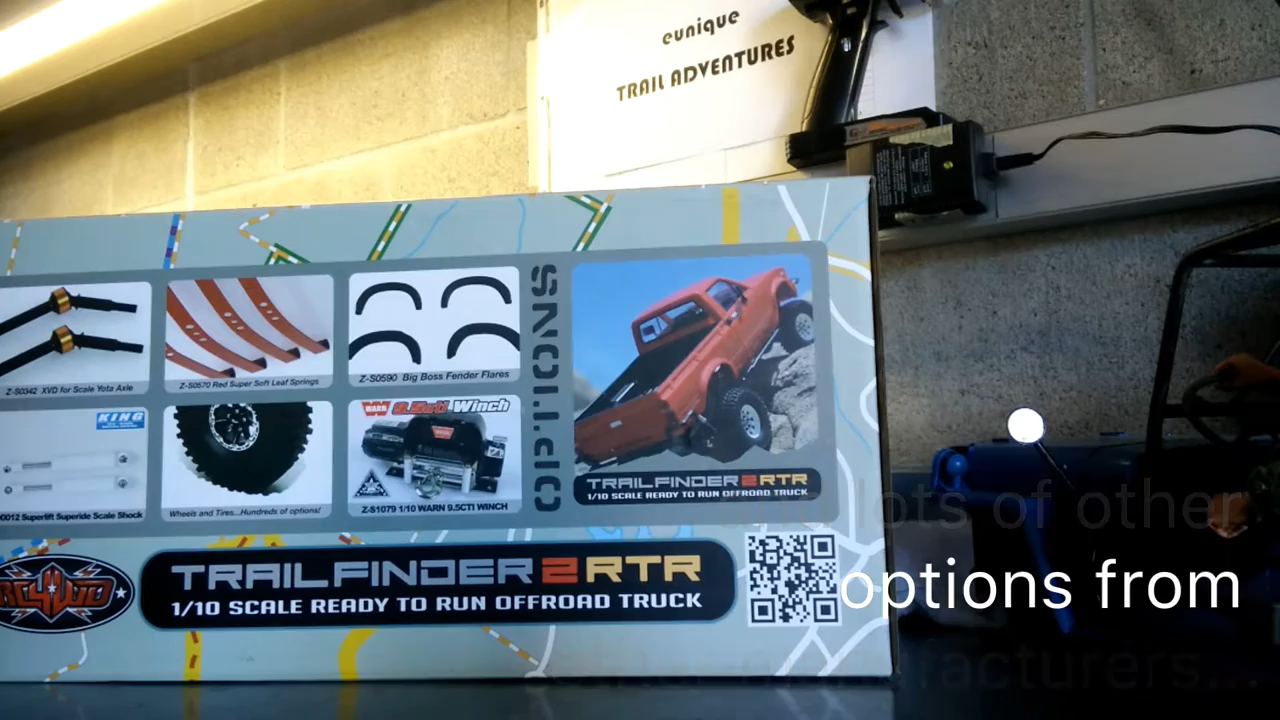 eunique
TRAIL ADVENTURES
Z-S0342 XVD for Scale Yota Axle
Z-S0570 Red Super Soft Leaf Springs
Z-S0590 Big Boss Fender Flares
OPTIONS
KING
Superlift Superide Scale Shock
Wheels and Tires...Hundreds of options!
WARN 9.5cti Winch
WARN
Z-S1079 1/10 WARN 9.5CTI WINCH
TRAILFINDER 2 RTR
1/10 SCALE READY TO RUN OFFROAD TRUCK
RC4WD
TRAILFINDER 2 RTR
1/10 SCALE READY TO RUN OFFROAD TRUCK
lots of other
options from